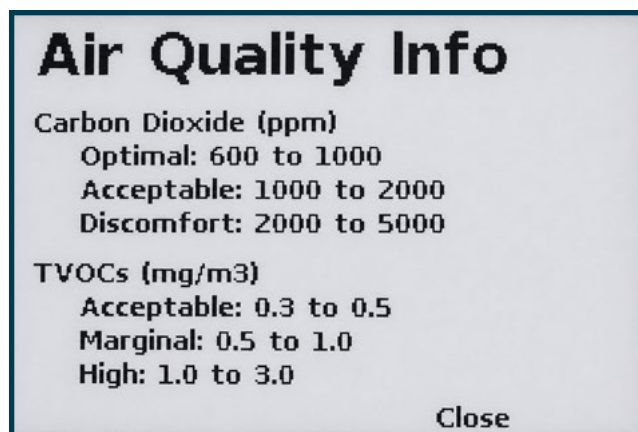 Air Quality Info
Carbon Dioxide (ppm)
Optimal: 600 to 1000
Acceptable: 1000 to 2000
Discomfort: 2000 to 5000
TVOCs (mg/m3)
Acceptable: 0.3 to 0.5
Marginal: 0.5 to 1.0
High: 1.0 to 3.0
Close